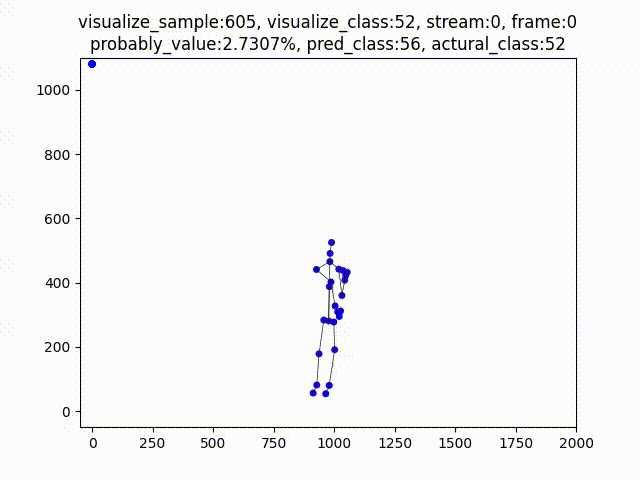 visualize_sample:605, visualize_class:52, stream:0, frame:0
probably_value:2.7307%, pred_class:56, actural_class:52
1000
800
600
400
200
0
0 250 500 750 1000 1250 1500 1750 2000